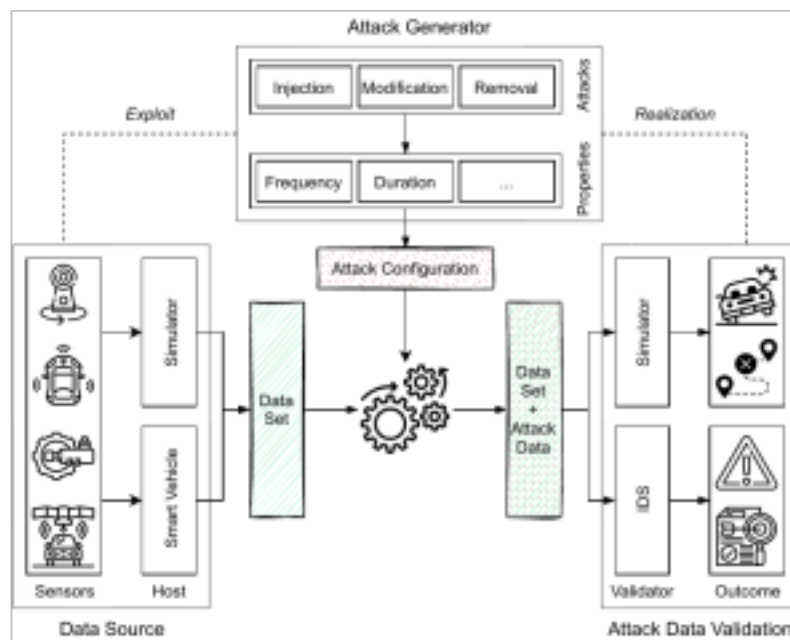 Attack Generator
Injection
Modification
Removal
Attacks
Exploit
Realization
Frequency
Duration
...
Properties
Attack Configuration
Simulator
Smart Vehicle
Data
Set
Data
Set
+
Attack
Data
Simulator
IDS
Sensors
Host
Validator
Outcome
Data Source
Attack Data Validation